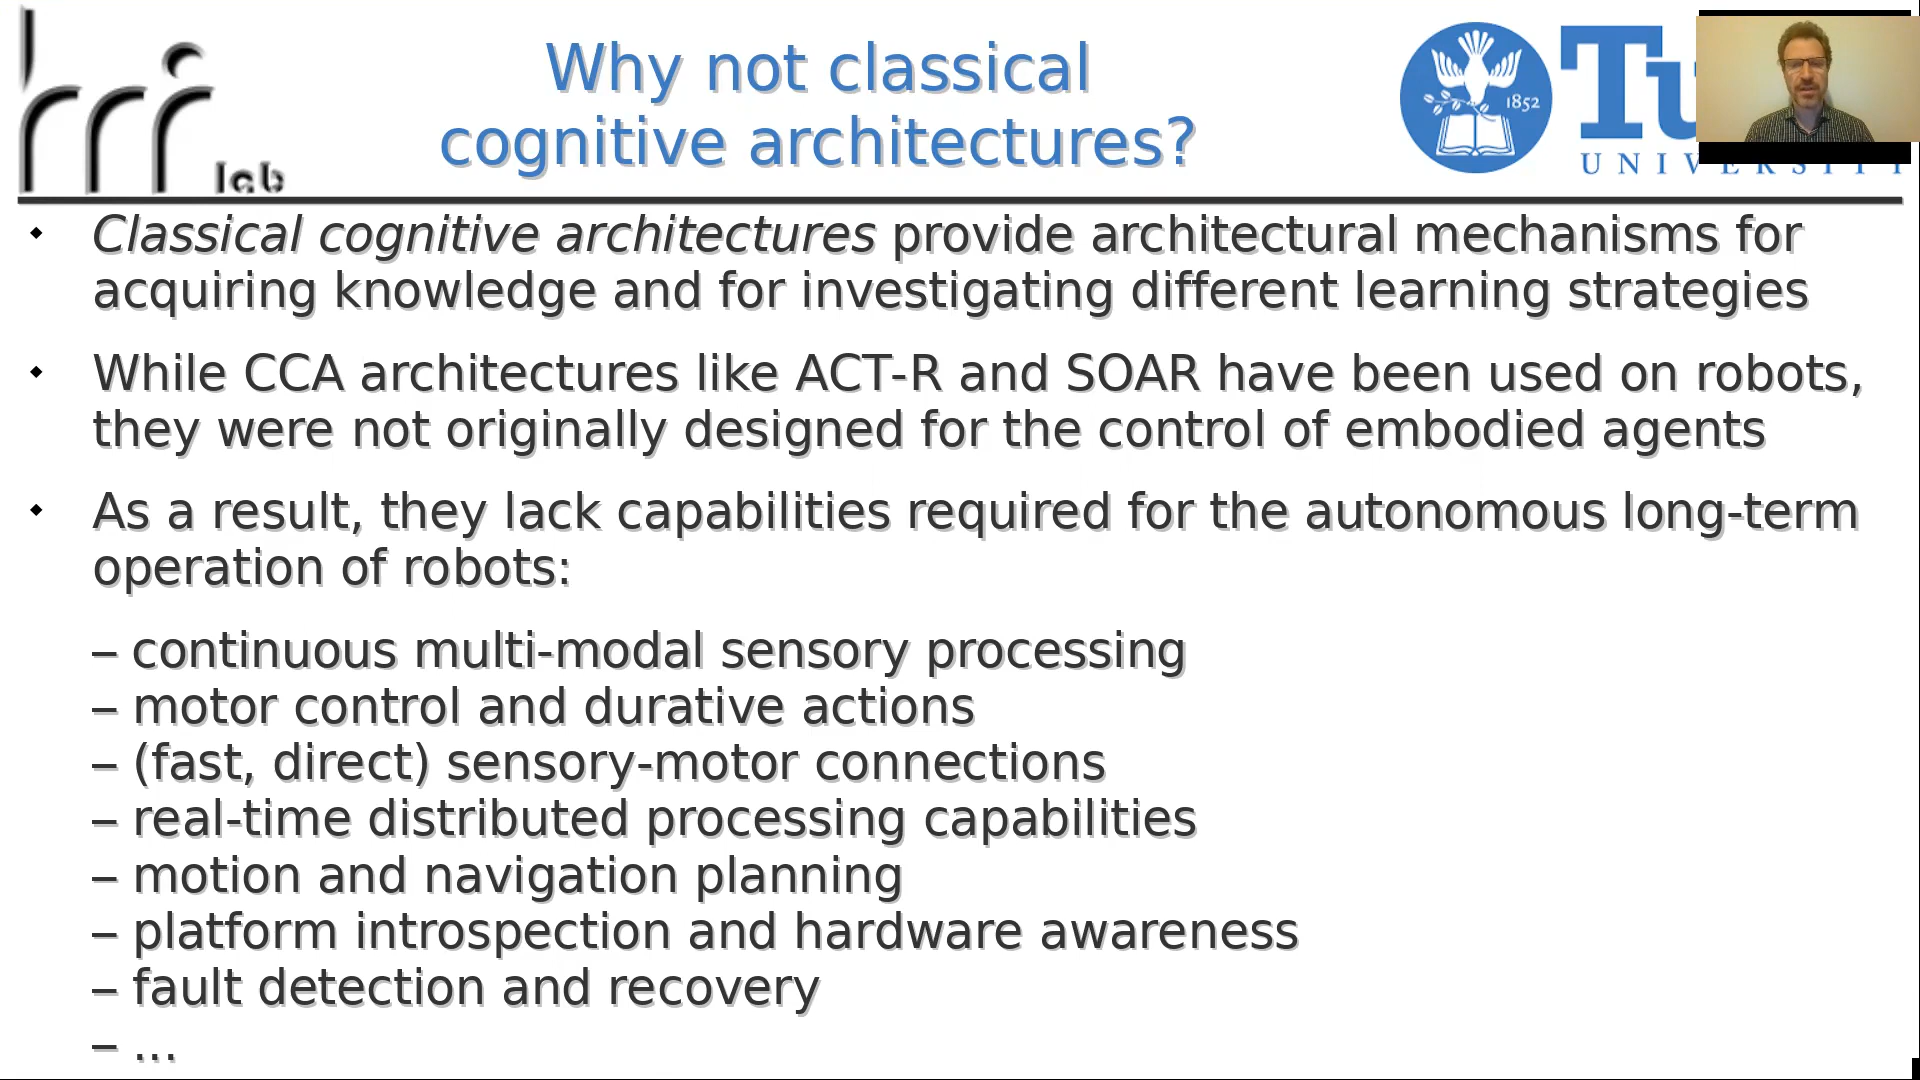 Why not classical
cognitive architectures?
lab
1852
Tu
UNIVERSITY
Classical cognitive architectures provide architectural mechanisms for
acquiring knowledge and for investigating different learning strategies
While CCA architectures like ACT-R and SOAR have been used on robots,
they were not originally designed for the control of embodied agents
As a result, they lack capabilities required for the autonomous long-term
operation of robots:
– continuous multi-modal sensory processing
– motor control and durative actions
– (fast, direct) sensory-motor connections
– real-time distributed processing capabilities
– motion and navigation planning
– platform introspection and hardware awareness
– fault detection and recovery
– ...